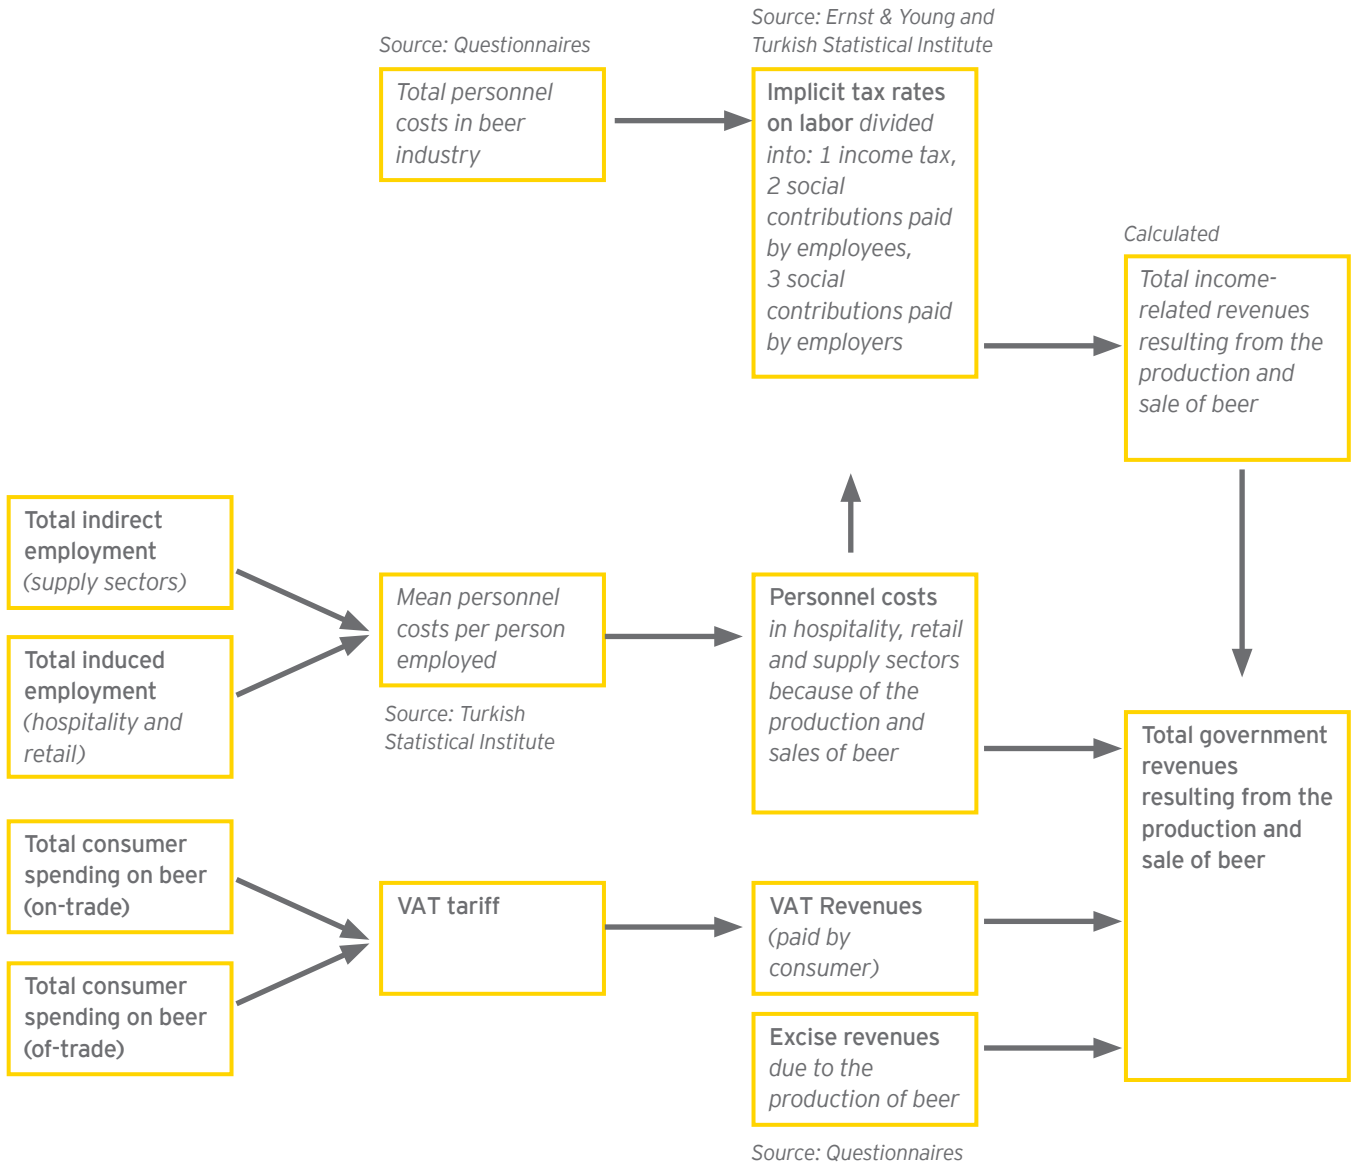 Source: Questionnaires
Total personnel
costs in beer
industry
Source: Ernst & Young and
Turkish Statistical Institute
Implicit tax rates
on labor divided
into: 1 income tax,
2 social
contributions paid
by employees,
3 social
contributions paid
by employers
Calculated
Total income-
related revenues
resulting from the
production and
sale of beer
Total indirect
employment
(supply sectors)
Total induced
employment
(hospitality and
retail)
Mean personnel
costs per person
employed
Source: Turkish
Statistical Institute
Personnel costs
in hospitality, retail
and supply sectors
because of the
production and
sales of beer
Total government
revenues
resulting from the
production and
sale of beer
Total consumer
spending on beer
(on-trade)
Total consumer
spending on beer
(of-trade)
VAT tariff
VAT Revenues
(paid by
consumer)
Excise revenues
due to the
production of beer
Source: Questionnaires